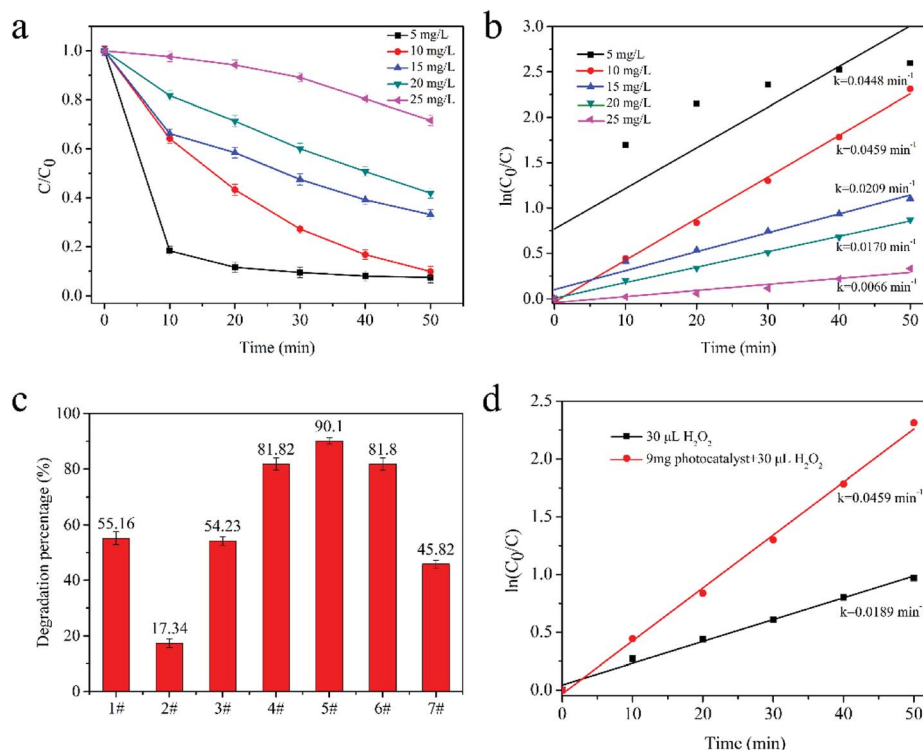 a
1.0
0.8
0.6
0.4
0.2
0.0
C/C₀
5 mg/L
10 mg/L
15 mg/L
20 mg/L
25 mg/L
0 10 20 30 40 50
Time (min)
b
3.0
2.5
2.0
1.5
1.0
0.5
0.0
ln(C₀/C)
5 mg/L
10 mg/L
15 mg/L
20 mg/L
25 mg/L
k=0.0448 min⁻¹
k=0.0459 min⁻¹
k=0.0209 min⁻¹
k=0.0170 min⁻¹
k=0.0066 min⁻¹
0 10 20 30 40 50
Time (min)
c
100
80
60
40
20
0
Degradation percentage (%)
55.16
17.34
54.23
81.82
90.1
81.8
45.82
1# 2# 3# 4# 5# 6# 7#
d
2.5
2.0
1.5
1.0
0.5
0.0
ln(C₀/C)
30 μL H₂O₂
9mg photocatalyst+30 μL H₂O₂
k=0.0459 min⁻¹
k=0.0189 min⁻¹
0 10 20 30 40 50
Time (min)